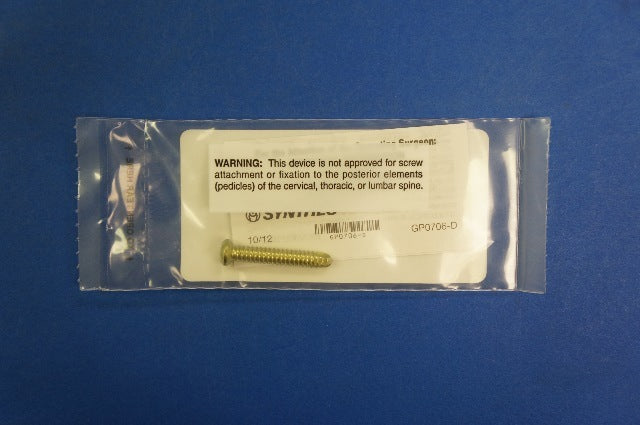 Surgeon:
WARNING: This device is not approved for screw
attachment or fixation to the posterior elements
(pedicles) of the cervical, thoracic, or lumbar spine.
SYNTHES
10/12 GP0706-D